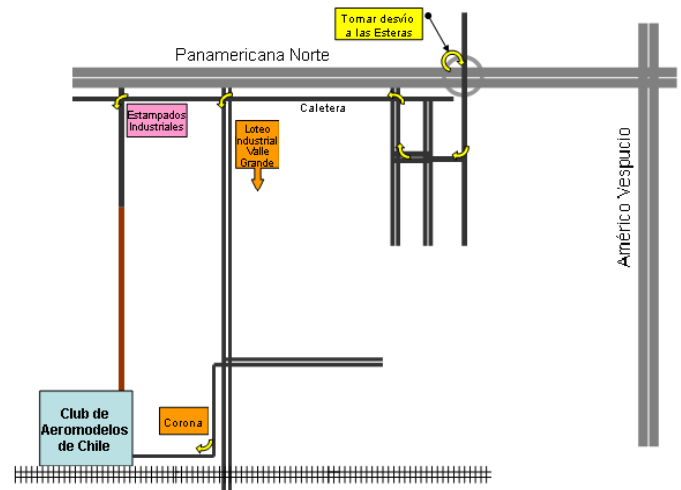 Tomar desvío
a las Esteras
Panamericana Norte
Caletera
Estampados
Industriales
Loteo
ndustrial
Valle
Grande
Américo Vespucio
Club de
Aeromodelos
de Chile
Corona